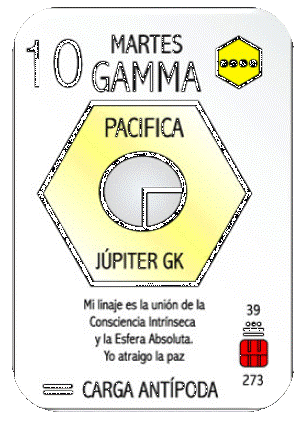 10
MARTES
GAMMA
PACIFICA
JÚPITER GK
Mi linaje es la unión de la
Consciencia Intrínseca
y la Esfera Absoluta.
Yo atraigo la paz
39
273
CARGA ANTÍPODA